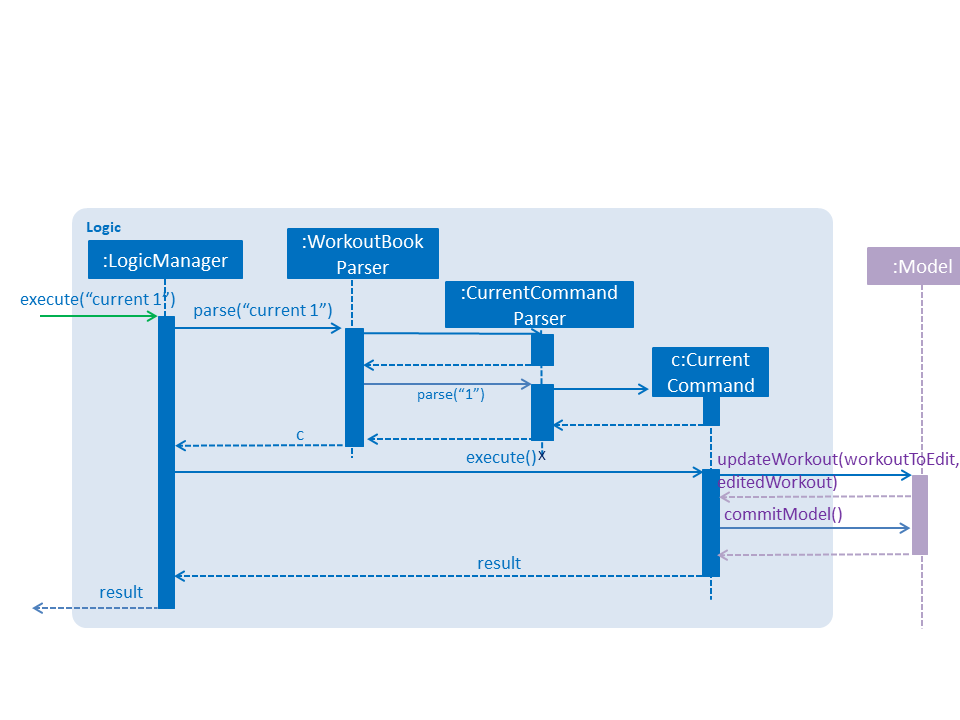 Logic
:LogicManager
:WorkoutBook
Parser
:Model
:CurrentCommand
Parser
execute(“current 1”)
parse(“current 1”)
c:Current
Command
parse(“1”)
c
execute()
x
updateWorkout(workoutToEdit,
editedWorkout)
commitModel()
result
result